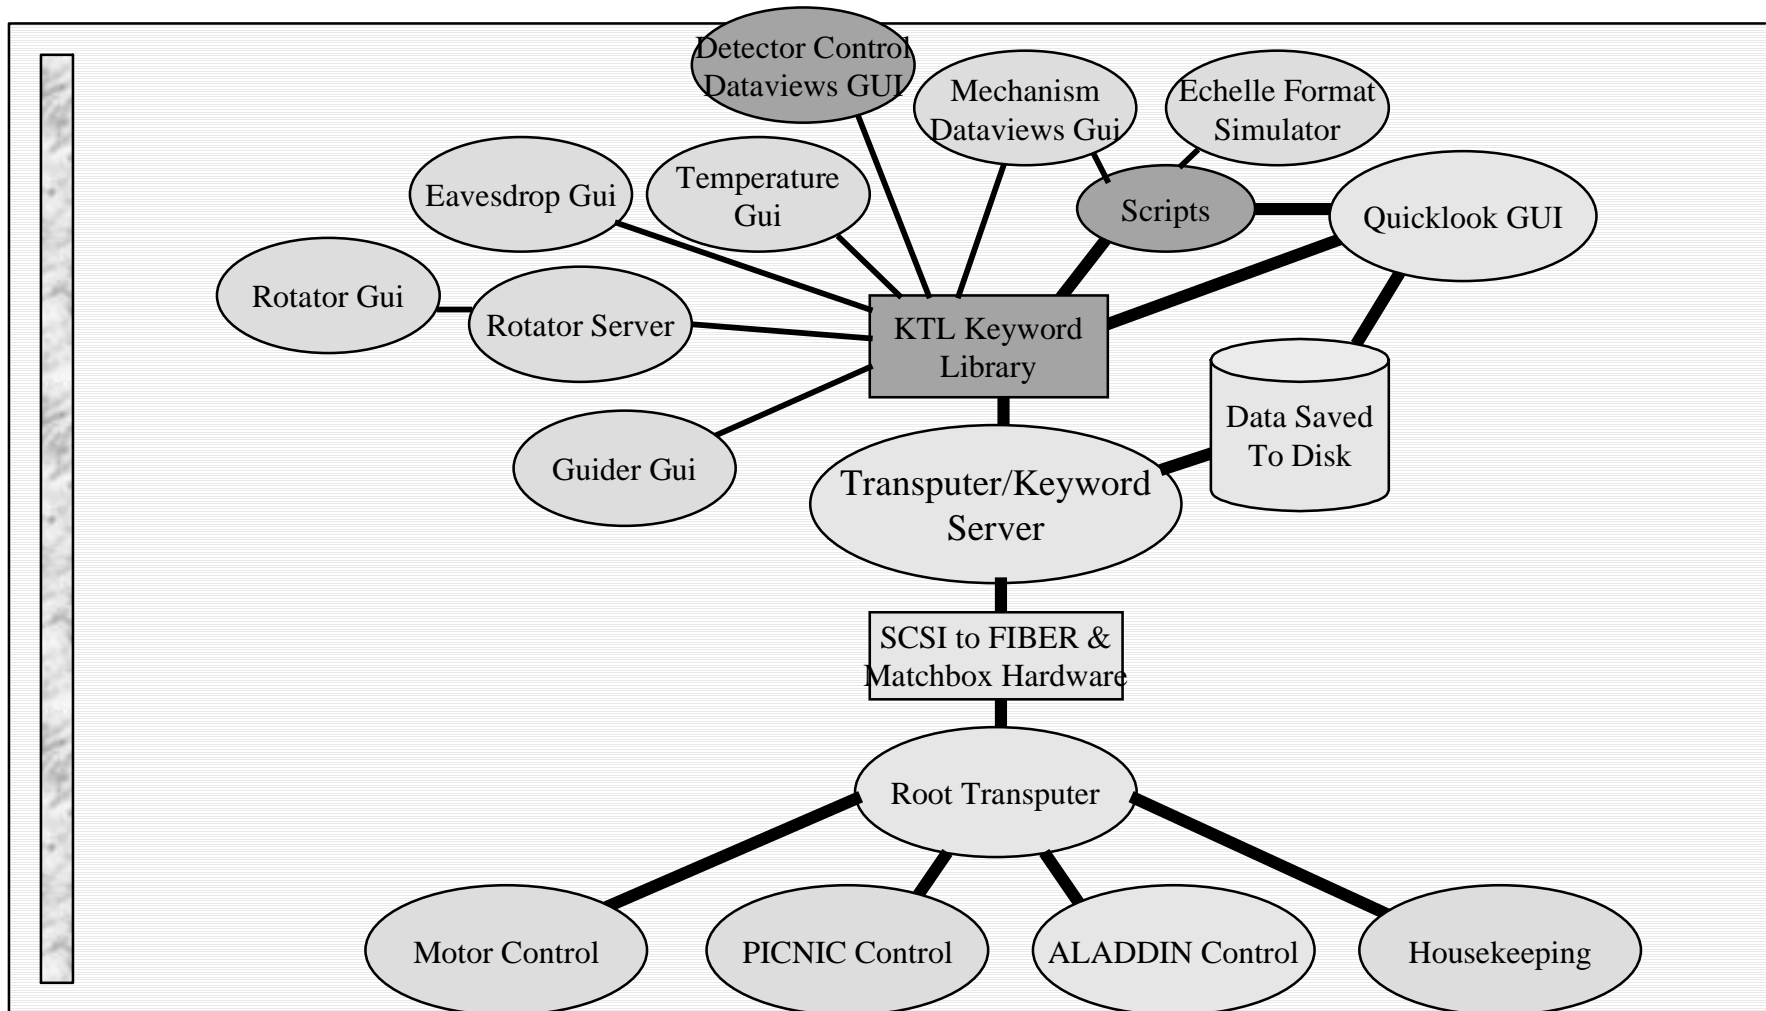 Detector Control
Dataviews GUI
Mechanism
Dataviews Gui
Echelle Format
Simulator
Eavesdrop Gui
Temperature
Gui
Scripts
Quicklook GUI
Rotator Gui
Rotator Server
KTL Keyword
Library
Data Saved
To Disk
Guider Gui
Transputer/Keyword
Server
SCSI to FIBER &
Matchbox Hardware
Root Transputer
Motor Control
PICNIC Control
ALADDIN Control
Housekeeping